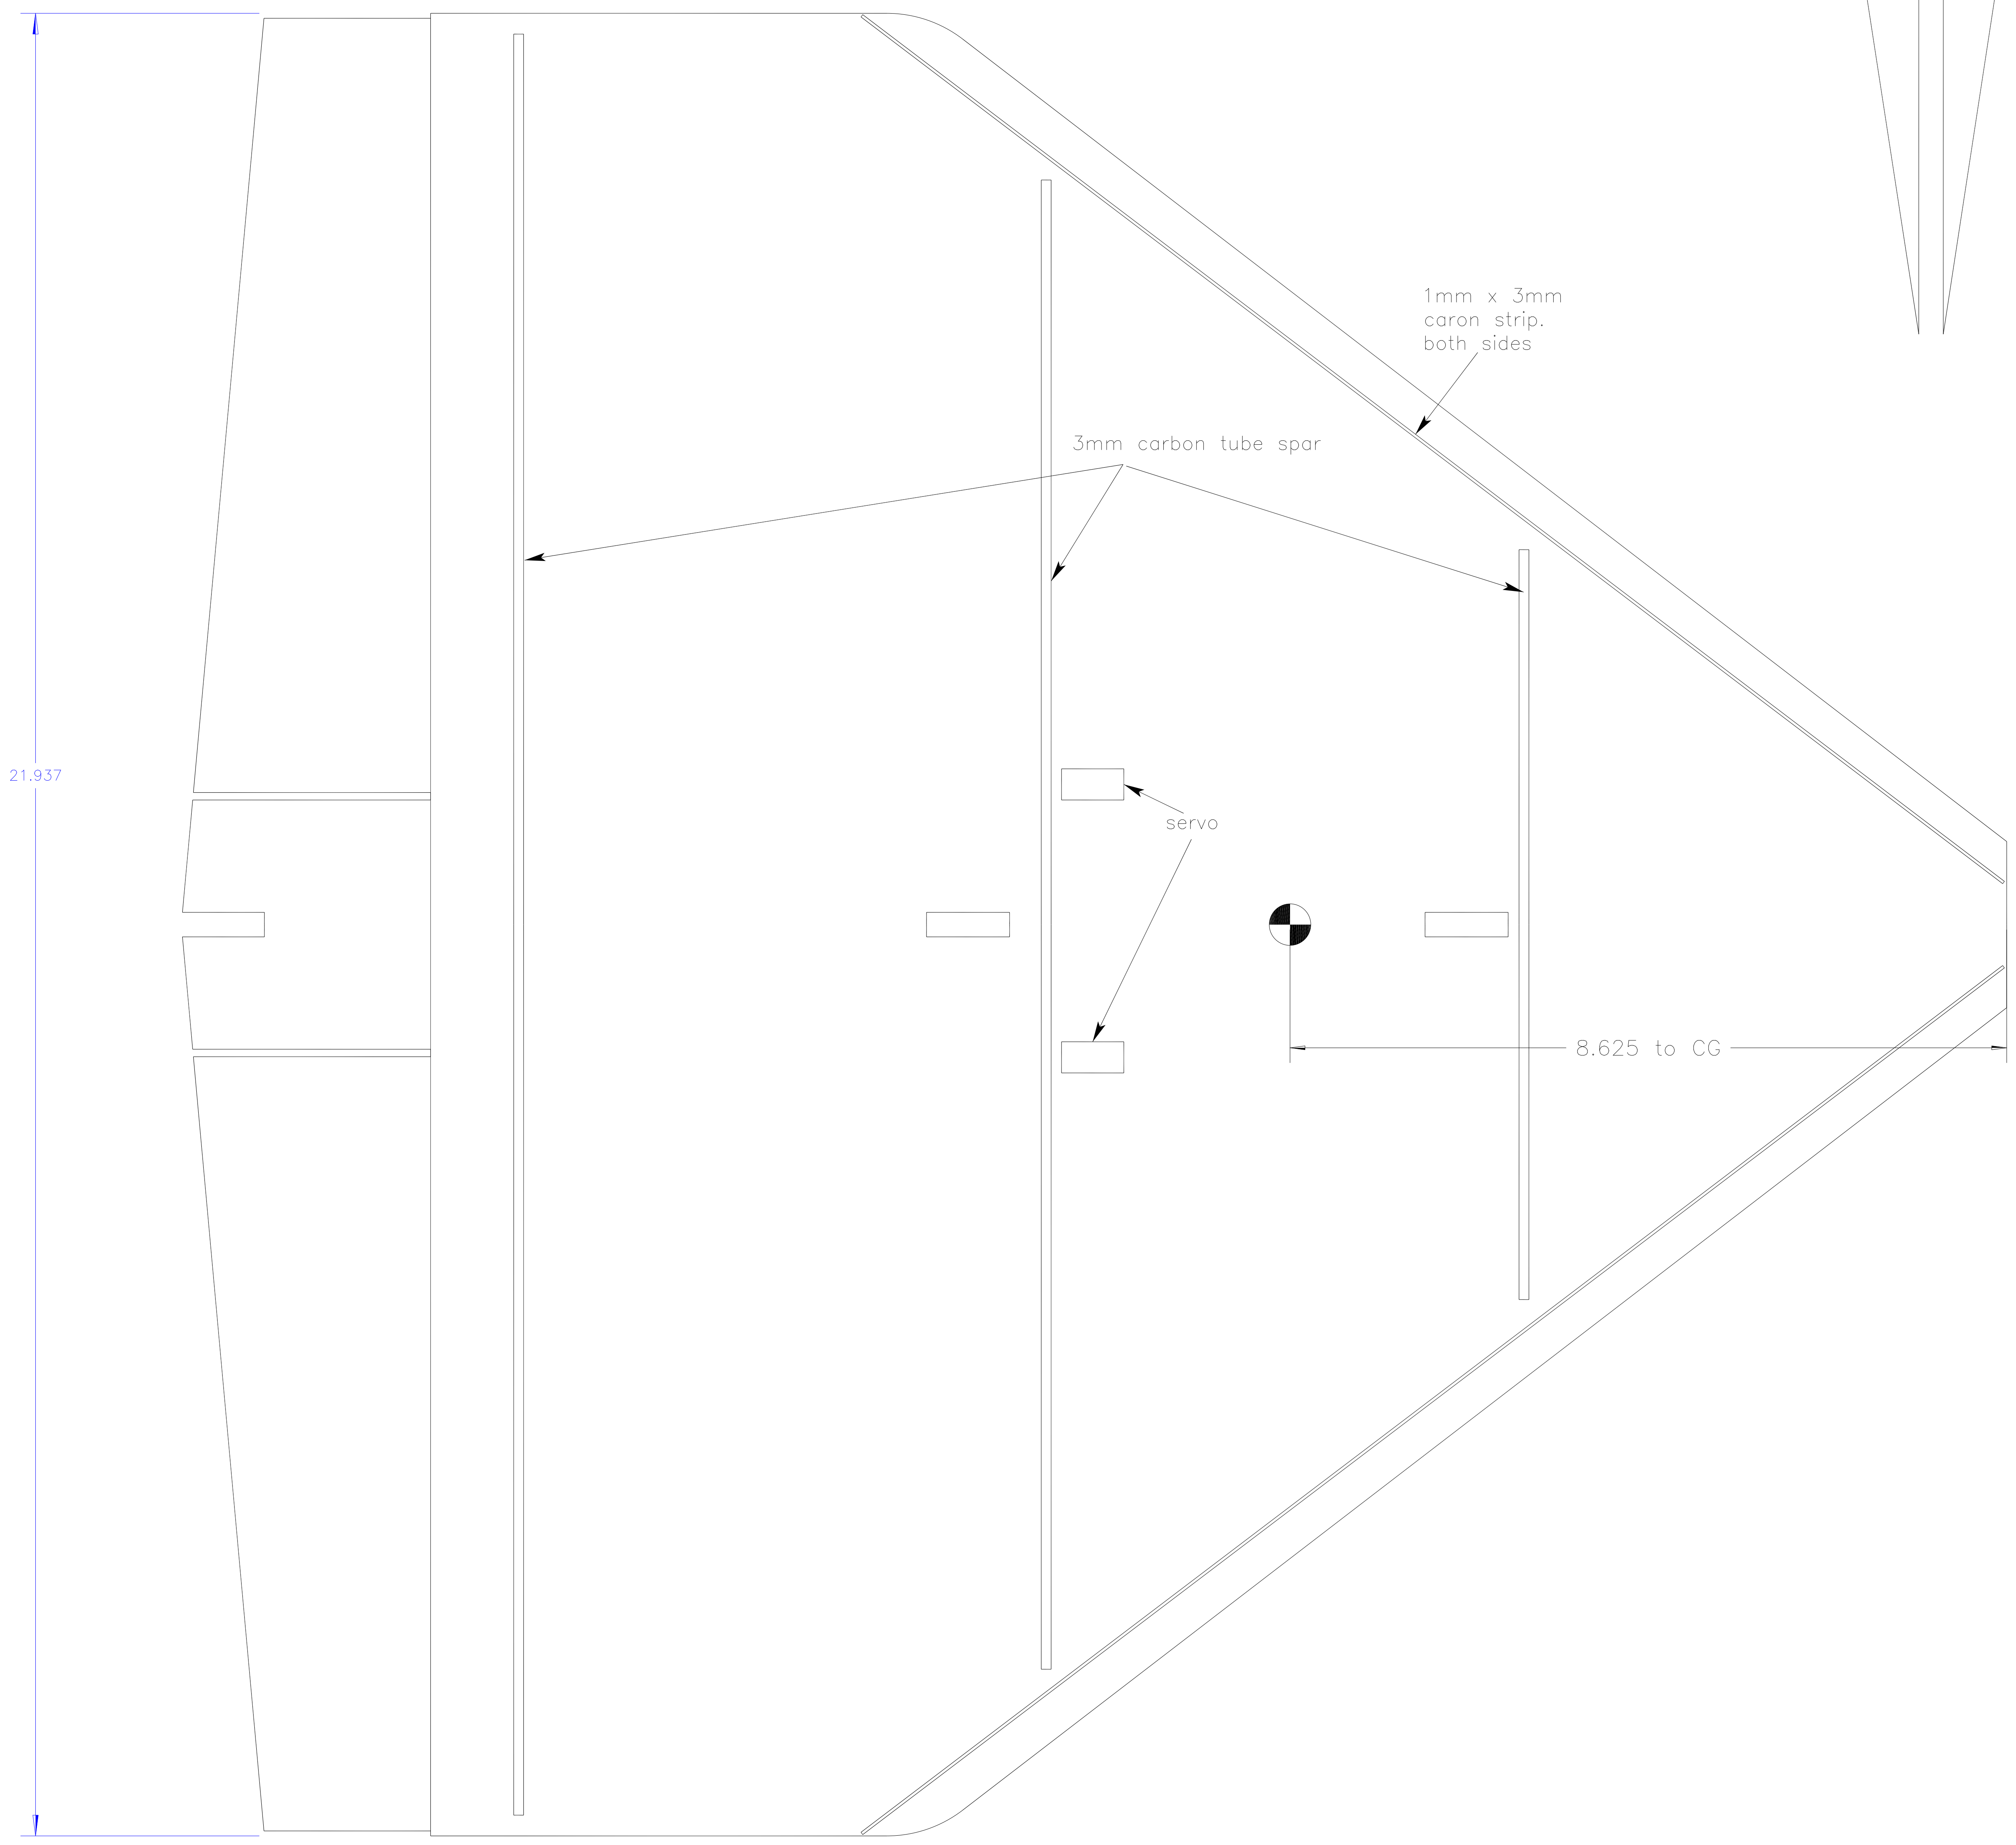 1mm x 3mm
caron strip.
both sides
3mm carbon tube spar
21.937
servo
8.625 to CG